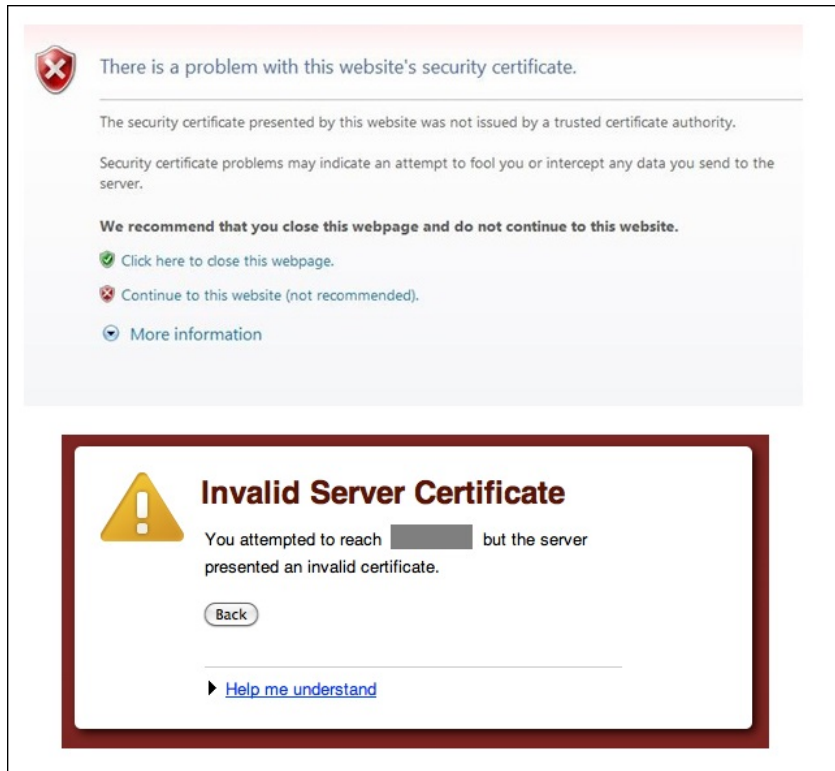 There is a problem with this website's security certificate.
The security certificate presented by this website was not issued by a trusted certificate authority.
Security certificate problems may indicate an attempt to fool you or intercept any data you send to the
server.
We recommend that you close this webpage and do not continue to this website.
Click here to close this webpage.
Continue to this website (not recommended).
More information
Invalid Server Certificate
You attempted to reach but the server
presented an invalid certificate.
Back
Help me understand